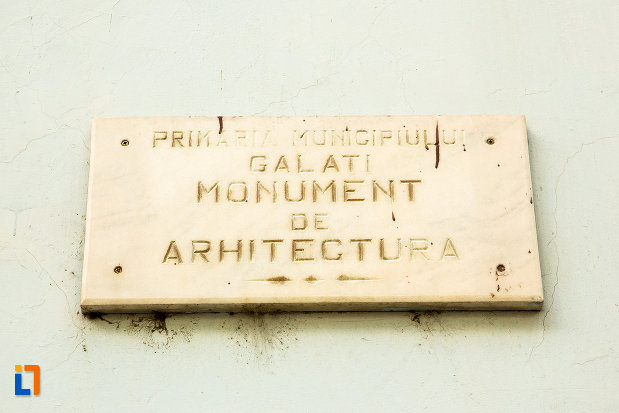 PRIMARIA MUNICIPIULUI
GALATI
MONUMENT
DE
ARHITECTURA